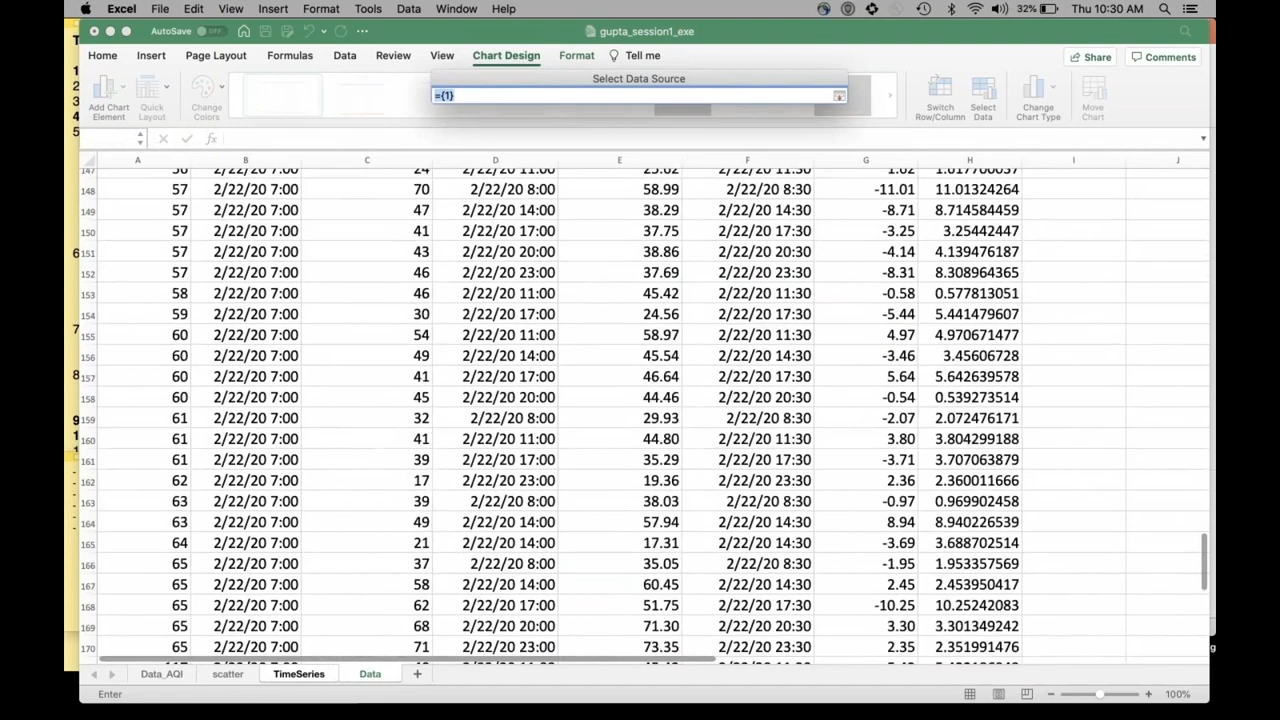 Excel File Edit View Insert Format Tools Data Window Help 32% Thu 10:30 AM
AutoSave OFF gupta_session1_exe
Home Insert Page Layout Formulas Data Review View Chart Design Format Tell me Share Comments
Select Data Source
={1}
Add Chart Element Quick Layout Change Colors Switch Row/Column Select Data Change Chart Type Move Chart
fx
A B C D E F G H I J
147 56 2/22/20 7:00 24 2/22/20 11:00 25.62 2/22/20 11:30 1.62 1.617700037
148 57 2/22/20 7:00 70 2/22/20 8:00 58.99 2/22/20 8:30 -11.01 11.01324264
149 57 2/22/20 7:00 47 2/22/20 14:00 38.29 2/22/20 14:30 -8.71 8.714584459
150 57 2/22/20 7:00 41 2/22/20 17:00 37.75 2/22/20 17:30 -3.25 3.25442447
151 57 2/22/20 7:00 43 2/22/20 20:00 38.86 2/22/20 20:30 -4.14 4.139476187
152 57 2/22/20 7:00 46 2/22/20 23:00 37.69 2/22/20 23:30 -8.31 8.308964365
153 58 2/22/20 7:00 46 2/22/20 11:00 45.42 2/22/20 11:30 -0.58 0.577813051
154 59 2/22/20 7:00 30 2/22/20 17:00 24.56 2/22/20 17:30 -5.44 5.441479607
155 60 2/22/20 7:00 54 2/22/20 11:00 58.97 2/22/20 11:30 4.97 4.970671477
156 60 2/22/20 7:00 49 2/22/20 14:00 45.54 2/22/20 14:30 -3.46 3.45606728
157 60 2/22/20 7:00 41 2/22/20 17:00 46.64 2/22/20 17:30 5.64 5.642639578
158 60 2/22/20 7:00 45 2/22/20 20:00 44.46 2/22/20 20:30 -0.54 0.539273514
159 61 2/22/20 7:00 32 2/22/20 8:00 29.93 2/22/20 8:30 -2.07 2.072476171
160 61 2/22/20 7:00 41 2/22/20 11:00 44.80 2/22/20 11:30 3.80 3.804299188
161 61 2/22/20 7:00 39 2/22/20 17:00 35.29 2/22/20 17:30 -3.71 3.707063879
162 62 2/22/20 7:00 17 2/22/20 23:00 19.36 2/22/20 23:30 2.36 2.360011666
163 63 2/22/20 7:00 39 2/22/20 8:00 38.03 2/22/20 8:30 -0.97 0.969902458
164 63 2/22/20 7:00 49 2/22/20 14:00 57.94 2/22/20 14:30 8.94 8.940226539
165 64 2/22/20 7:00 21 2/22/20 14:00 17.31 2/22/20 14:30 -3.69 3.688702514
166 65 2/22/20 7:00 37 2/22/20 8:00 35.05 2/22/20 8:30 -1.95 1.953357569
167 65 2/22/20 7:00 58 2/22/20 14:00 60.45 2/22/20 14:30 2.45 2.453950417
168 65 2/22/20 7:00 62 2/22/20 17:00 51.75 2/22/20 17:30 -10.25 10.25242083
169 65 2/22/20 7:00 68 2/22/20 20:00 71.30 2/22/20 20:30 3.30 3.301349242
170 65 2/22/20 7:00 71 2/22/20 23:00 73.35 2/22/20 23:30 2.35 2.351991476
Data_AQI scatter TimeSeries Data
Enter 100%